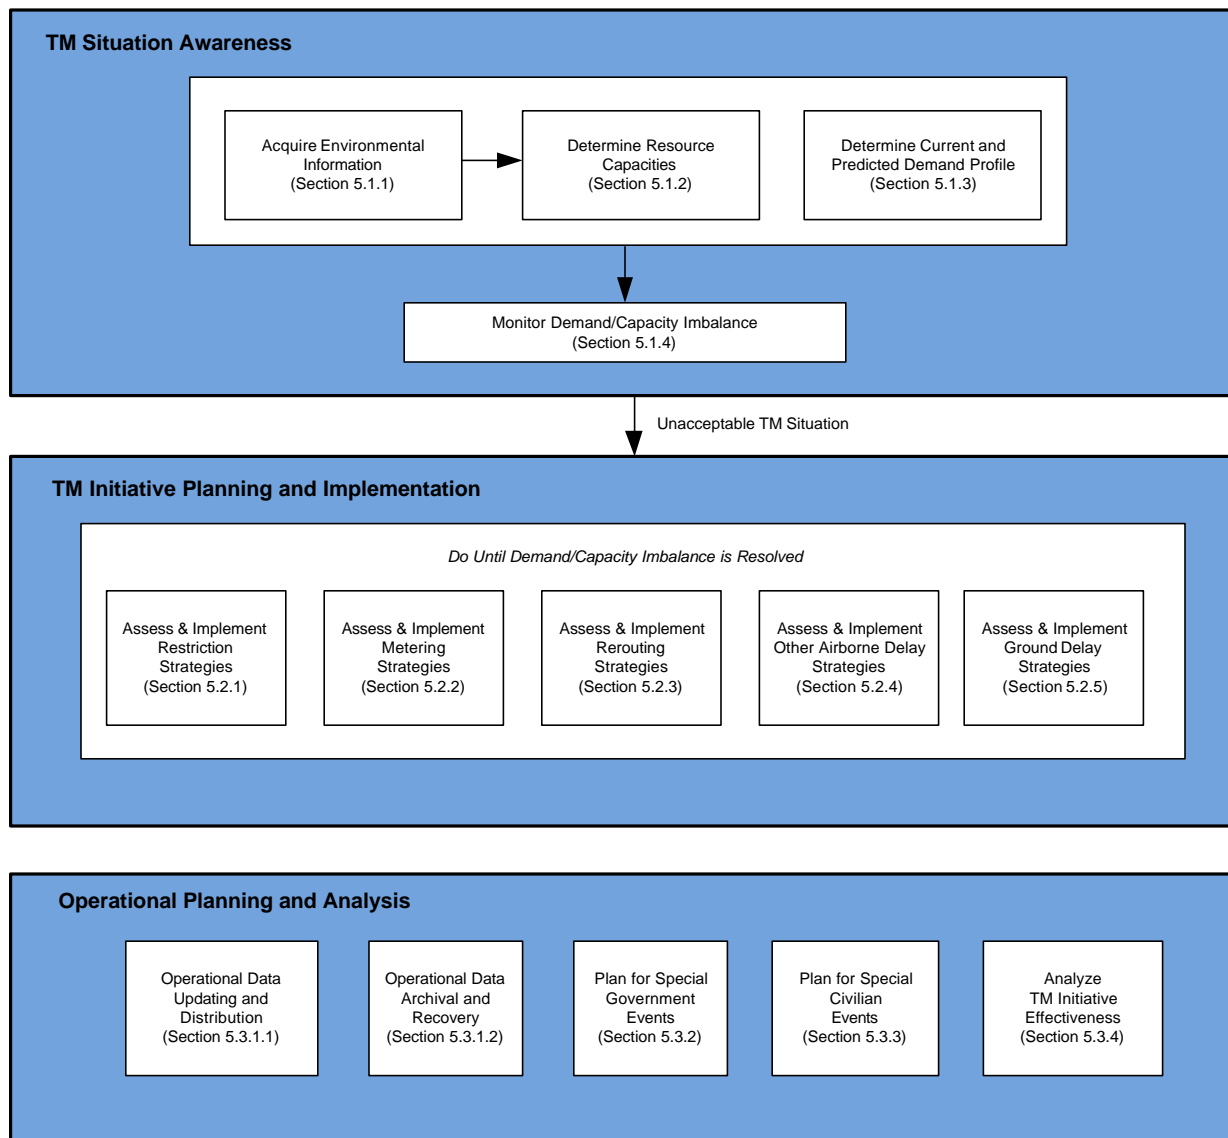 TM Situation Awareness
Acquire Environmental
Information
(Section 5.1.1)
Determine Resource
Capacities
(Section 5.1.2)
Determine Current and
Predicted Demand Profile
(Section 5.1.3)
Monitor Demand/Capacity Imbalance
(Section 5.1.4)
Unacceptable TM Situation
TM Initiative Planning and Implementation
Do Until Demand/Capacity Imbalance is Resolved
Assess & Implement
Restriction
Strategies
(Section 5.2.1)
Assess & Implement
Metering
Strategies
(Section 5.2.2)
Assess & Implement
Rerouting
Strategies
(Section 5.2.3)
Assess & Implement
Other Airborne Delay
Strategies
(Section 5.2.4)
Assess & Implement
Ground Delay
Strategies
(Section 5.2.5)
Operational Planning and Analysis
Operational Data
Updating and
Distribution
(Section 5.3.1.1)
Operational Data
Archival and
Recovery
(Section 5.3.1.2)
Plan for Special
Government
Events
(Section 5.3.2)
Plan for Special
Civilian
Events
(Section 5.3.3)
Analyze
TM Initiative
Effectiveness
(Section 5.3.4)